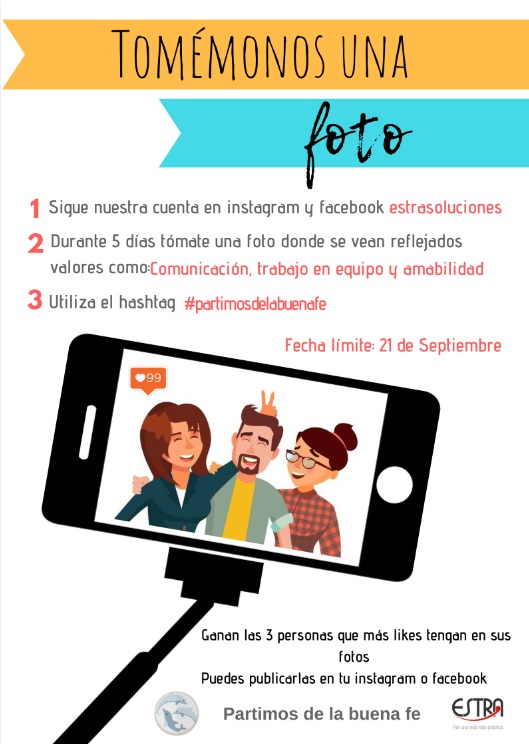 TOMÉMONOS UNA
foto
1 Sigue nuestra cuenta en instagram y facebook estrasoluciones
2 Durante 5 días tómate una foto donde se vean reflejados
valores como:Comunicación, trabajo en equipo y amabilidad
3 Utiliza el hashtag #partimosdelabuenafe
Fecha límite: 21 de Septiembre
99
Ganan las 3 personas que más likes tengan en sus
fotos
Puedes publicarlas en tu instagram o facebook
Partimos de la buena fe
ESTRA
Por una vida más práctica